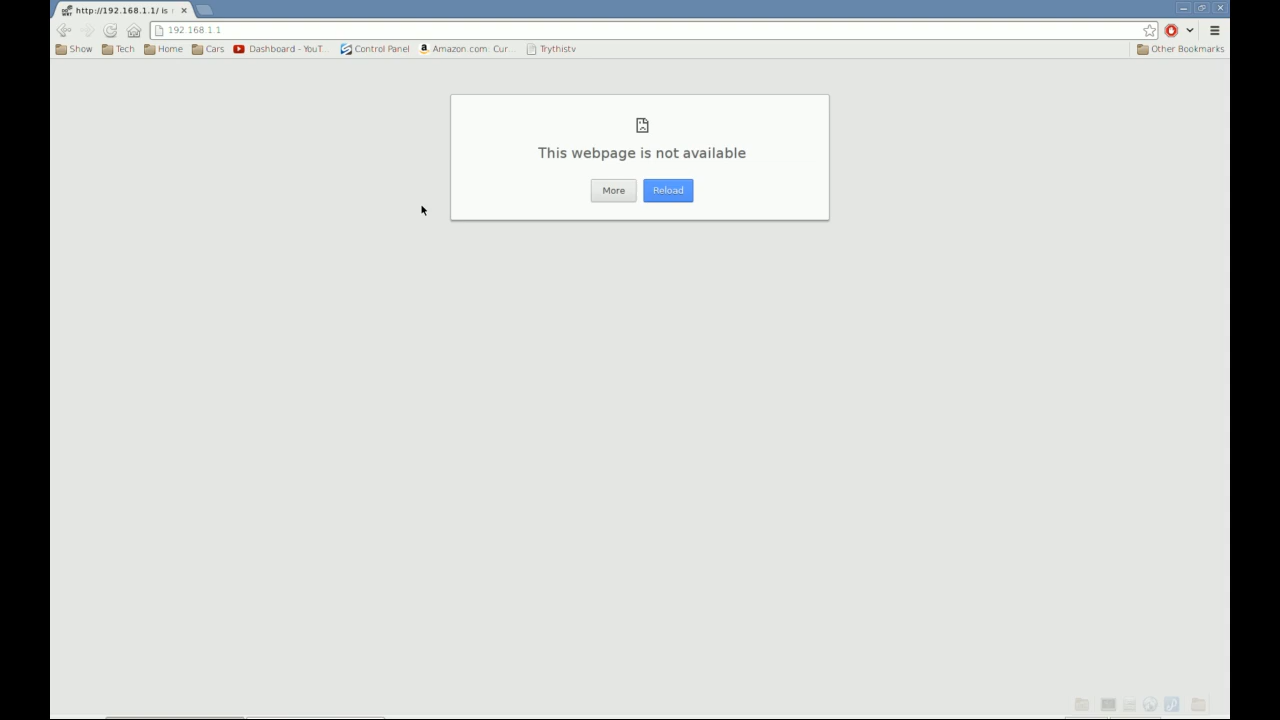 http://192.168.1.1/ is
192.168.1.1
Show Tech Home Cars Dashboard - YouT... Control Panel Amazon.com: Cur... Trythistv Other Bookmarks
This webpage is not available
More Reload